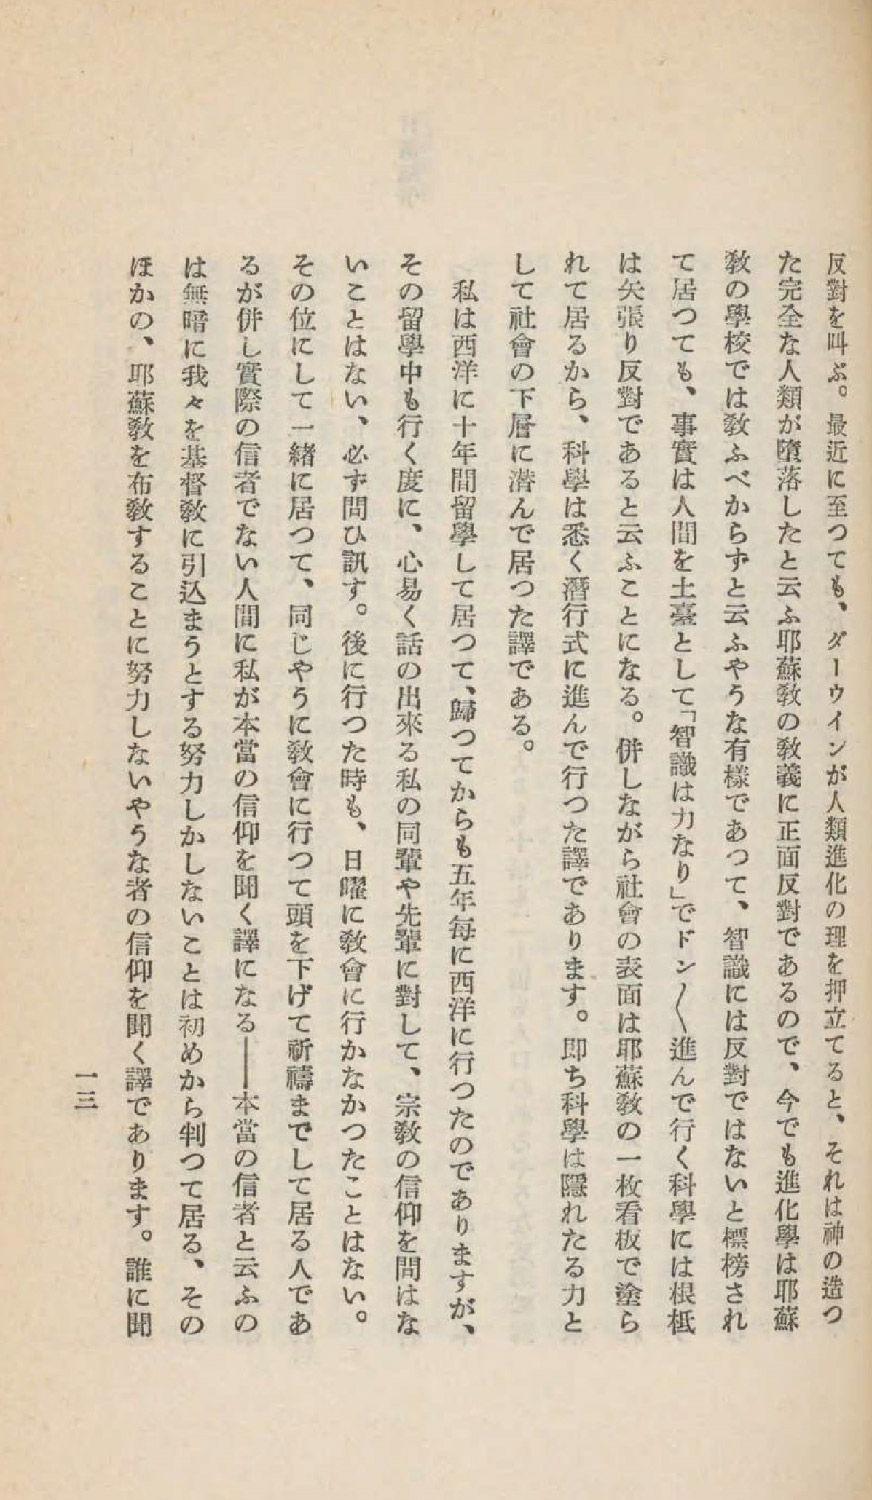 反對を叫ぶ。最近に至つても、ダーウインが人類進化の理を押立てると、それは神の造つ
た完全な人類が墮落したと云ふ耶蘇敎の敎義に正面反對であるので、今でも進化學は耶蘇
敎の學校では敎ふべからずと云ふやうな有樣であつて、智識には反對ではないと標榜され
て居つても、事實は人間を土臺として「智識は力なり」でドン〱進んで行く科學には根柢
は矢張り反對であると云ふことになる。併しながら社會の表面は耶蘇敎の一枚看板で塗ら
れて居るから、科學は悉く潛行式に進んで行つた譯であります。卽ち科學は隱れたる力と
して社會の下層に潛んで居つた譯である。
私は西洋に十年間留學して居つて、歸つてからも五年每に西洋に行つたのでありますが、
その留學中も行く度に、心易く話の出來る私の同輩や先輩に對して、宗敎の信仰を問はな
いことはない、必ず問ひ訊す。後に行つた時も、日曜に敎會に行かなかつたことはない。
その位にして一緖に居つて、同じやうに敎會に行つて頭を下げて祈禱までして居る人であ
るが併し實際の信者でない人間に私が本當の信仰を聞く譯になる――本當の信者と云ふの
は無暗に我々を基督敎に引込まうとする努力しかしないことは初めから判つて居る、その
ほかの、耶蘇敎を布敎することに努力しないやうな者の信仰を聞く譯であります。誰に聞
一三